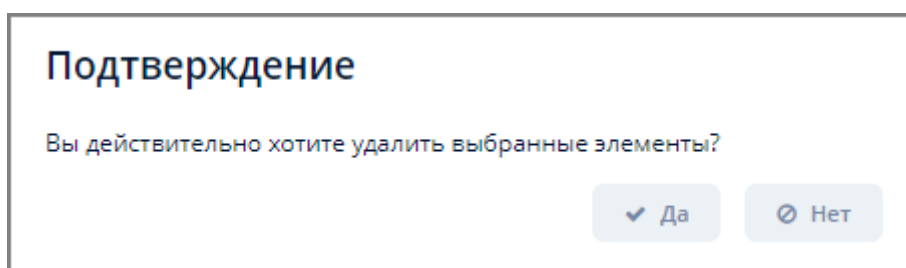 Подтверждение
Вы действительно хотите удалить выбранные элементы?
Да Нет